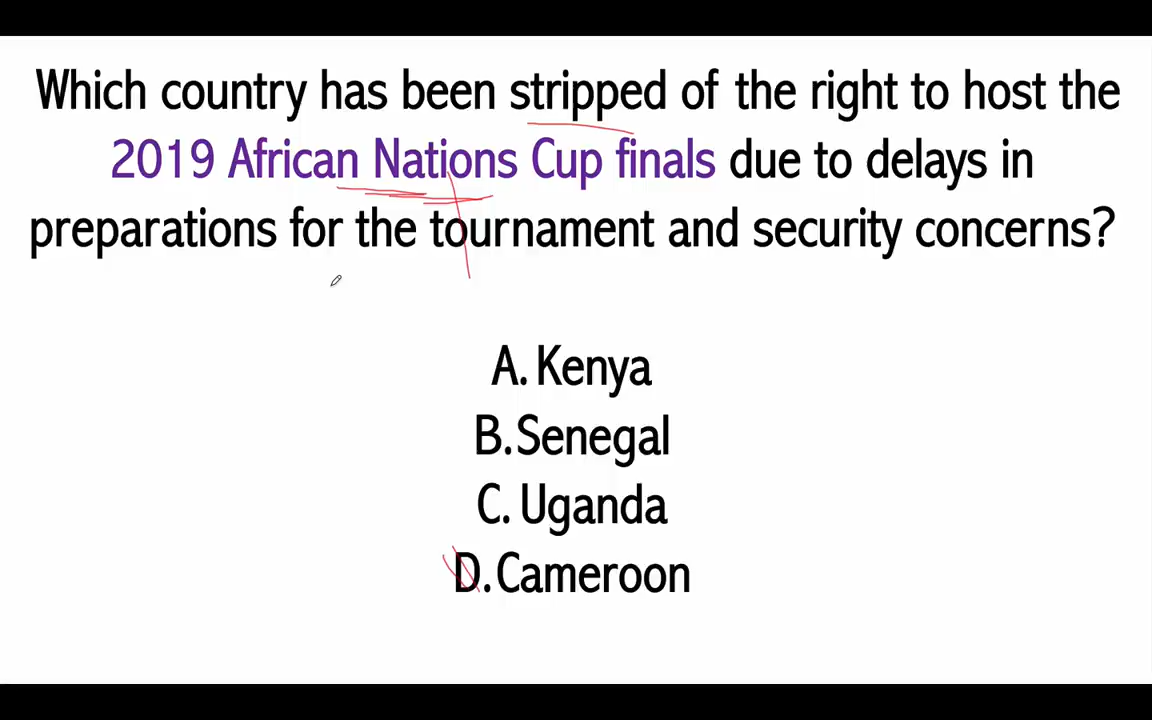 Which country has been stripped of the right to host the
2019 African Nations Cup finals due to delays in
preparations for the tournament and security concerns?
A. Kenya
B. Senegal
C. Uganda
D. Cameroon